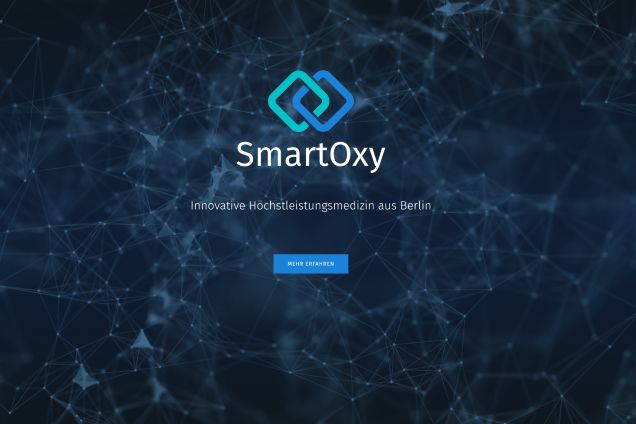 SmartOxy
Innovative Höchstleistungsmedizin aus Berlin
MEHR ERFAHREN